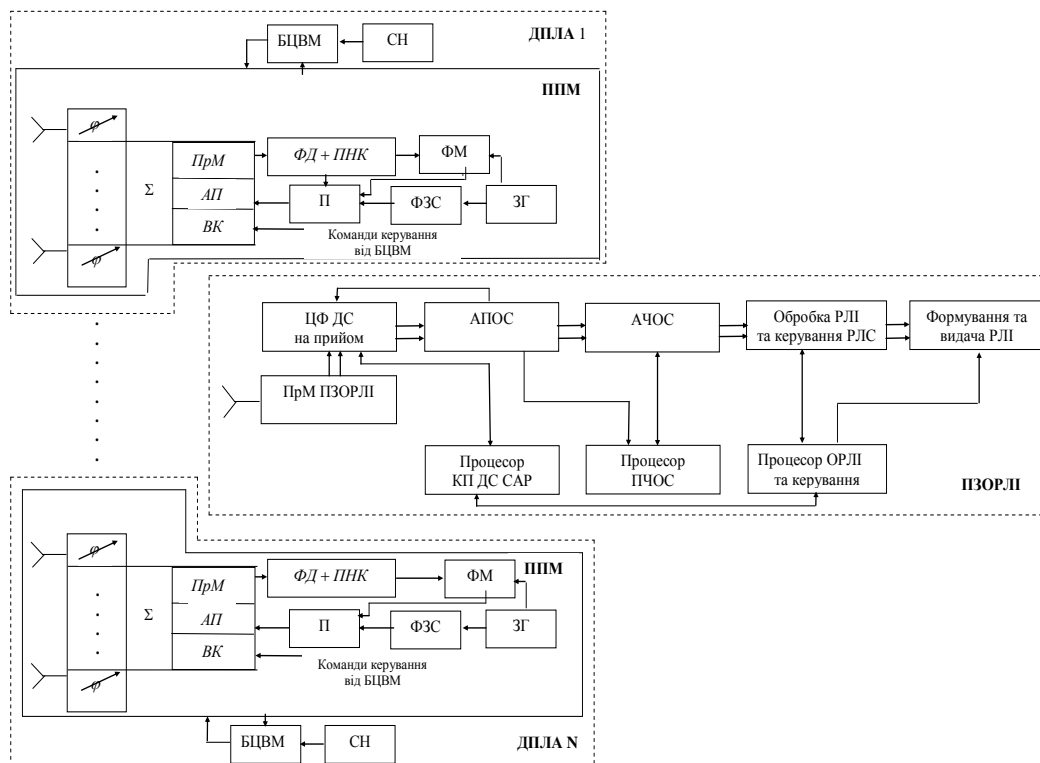 ДПЛА 1
БЦВМ
СН
ППМ
φ
ПрМ
ФД + ПНК
ФМ
Σ
АП
П
ФЗС
ЗГ
ВК
Команди керування
від БЦВМ
φ
ЦФ ДС
на прийом
АПОС
АЧОС
Обробка РЛІ
та керування РЛС
Формування та
видача РЛІ
ПрМ ПЗОРЛІ
Процесор
КП ДС САР
Процесор
ПЧОС
Процесор ОРЛІ
та керування
ПЗОРЛІ
φ
ППМ
ПрМ
ФД + ПНК
ФМ
Σ
АП
П
ФЗС
ЗГ
ВК
Команди керування
від БЦВМ
φ
БЦВМ
СН
ДПЛА N